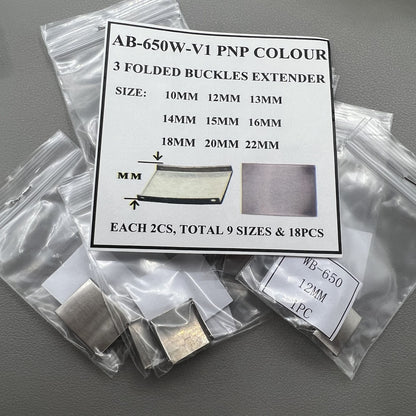 AB-650W-V1 PNP COLOUR
3 FOLDED BUCKLES EXTENDER
SIZE: 10MM 12MM 13MM
14MM 15MM 16MM
18MM 20MM 22MM
MM
EACH 2CS, TOTAL 9 SIZES & 18PCS
WB-650
12MM
1PC